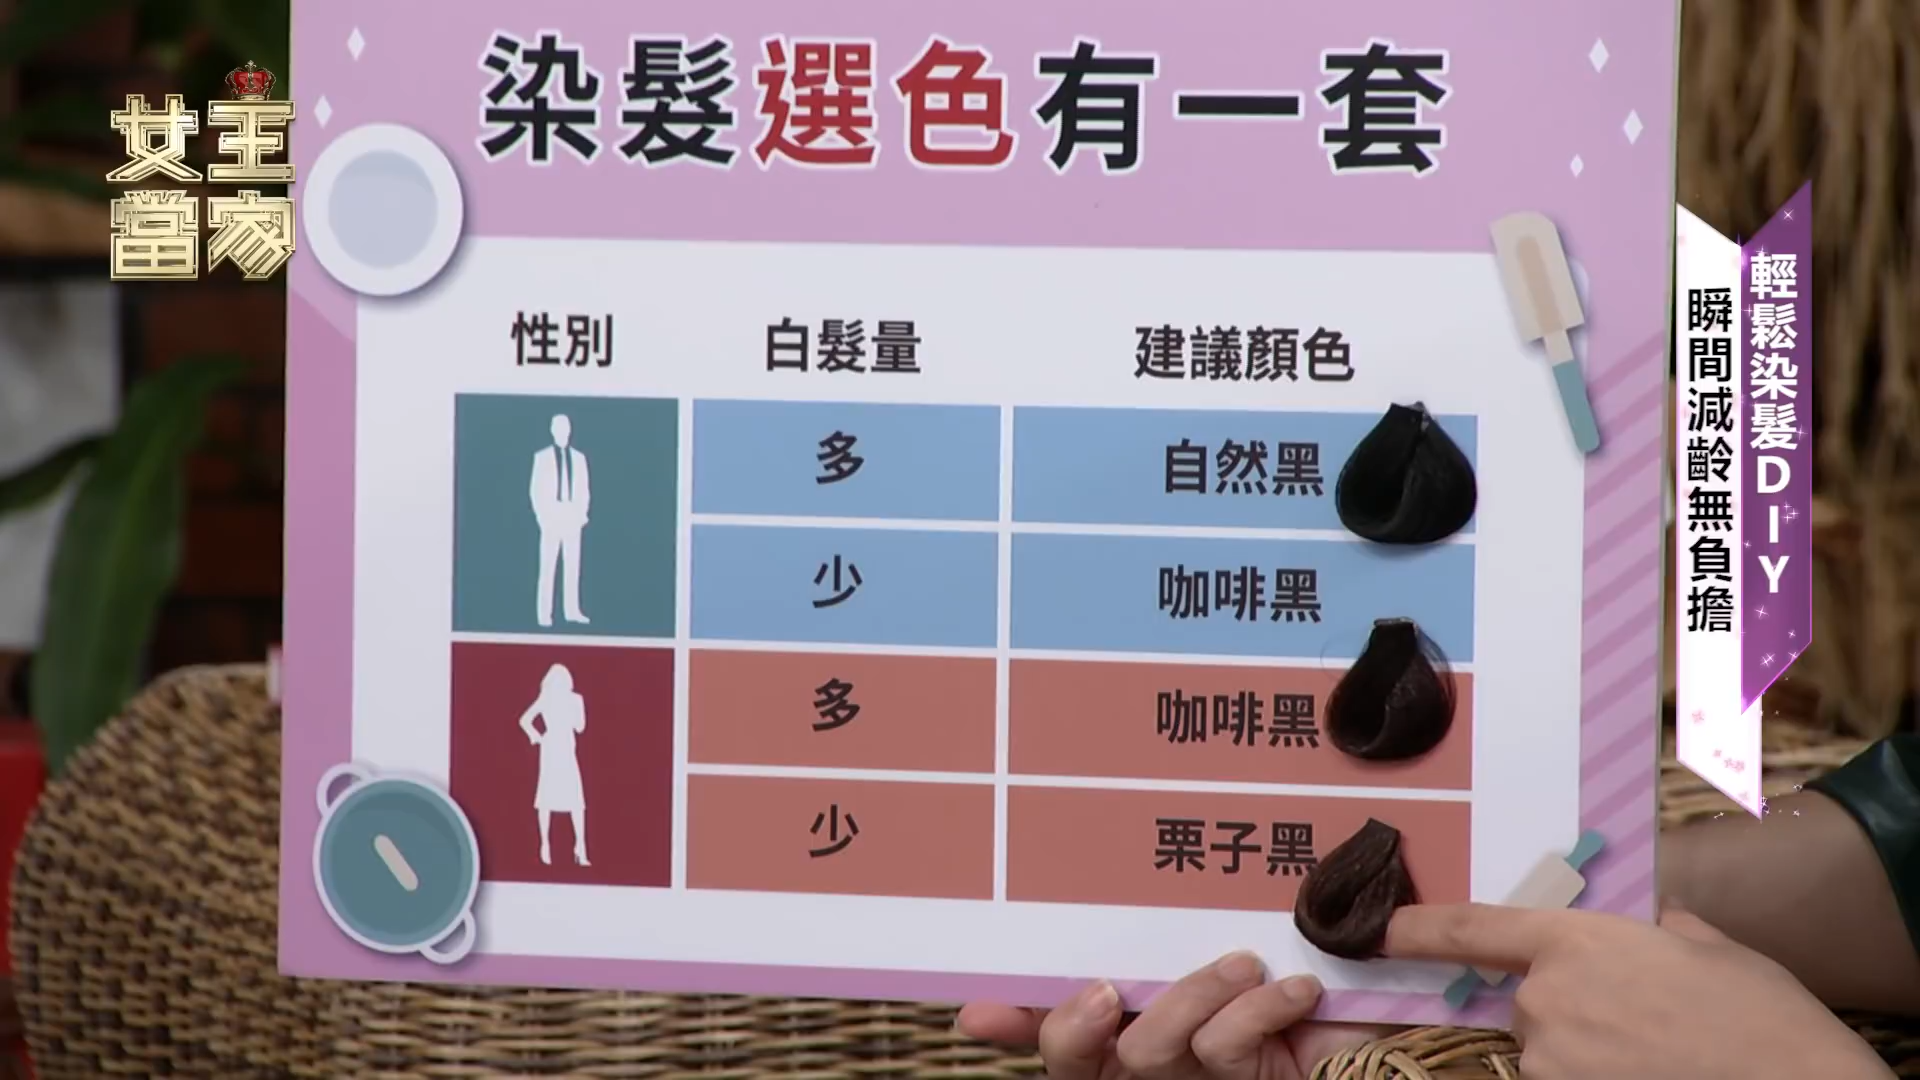 染髮選色有一套
女王
當家
性別 白髮量 建議顏色
多 自然黑
少 咖啡黑
多 咖啡黑
少 栗子黑
輕鬆染髮DIY
瞬間減齡無負擔